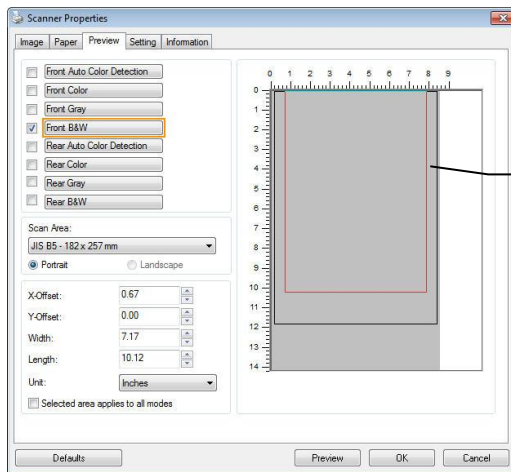 Scanner Properties
Image Paper Preview Setting Information
Front Auto Color Detection
Front Color
Front Gray
Front B&W
Rear Auto Color Detection
Rear Color
Rear Gray
Rear B&W
Scan Area:
JIS B5 - 182 x 257 mm
Portrait Landscape
X-Offset: 0.67
Y-Offset: 0.00
Width: 7.17
Length: 10.12
Unit: Inches
Selected area applies to all modes
0 1 2 3 4 5 6 7 8 9
0
1
2
3
4
5
6
7
8
9
10
11
12
13
14
Defaults Preview OK Cancel